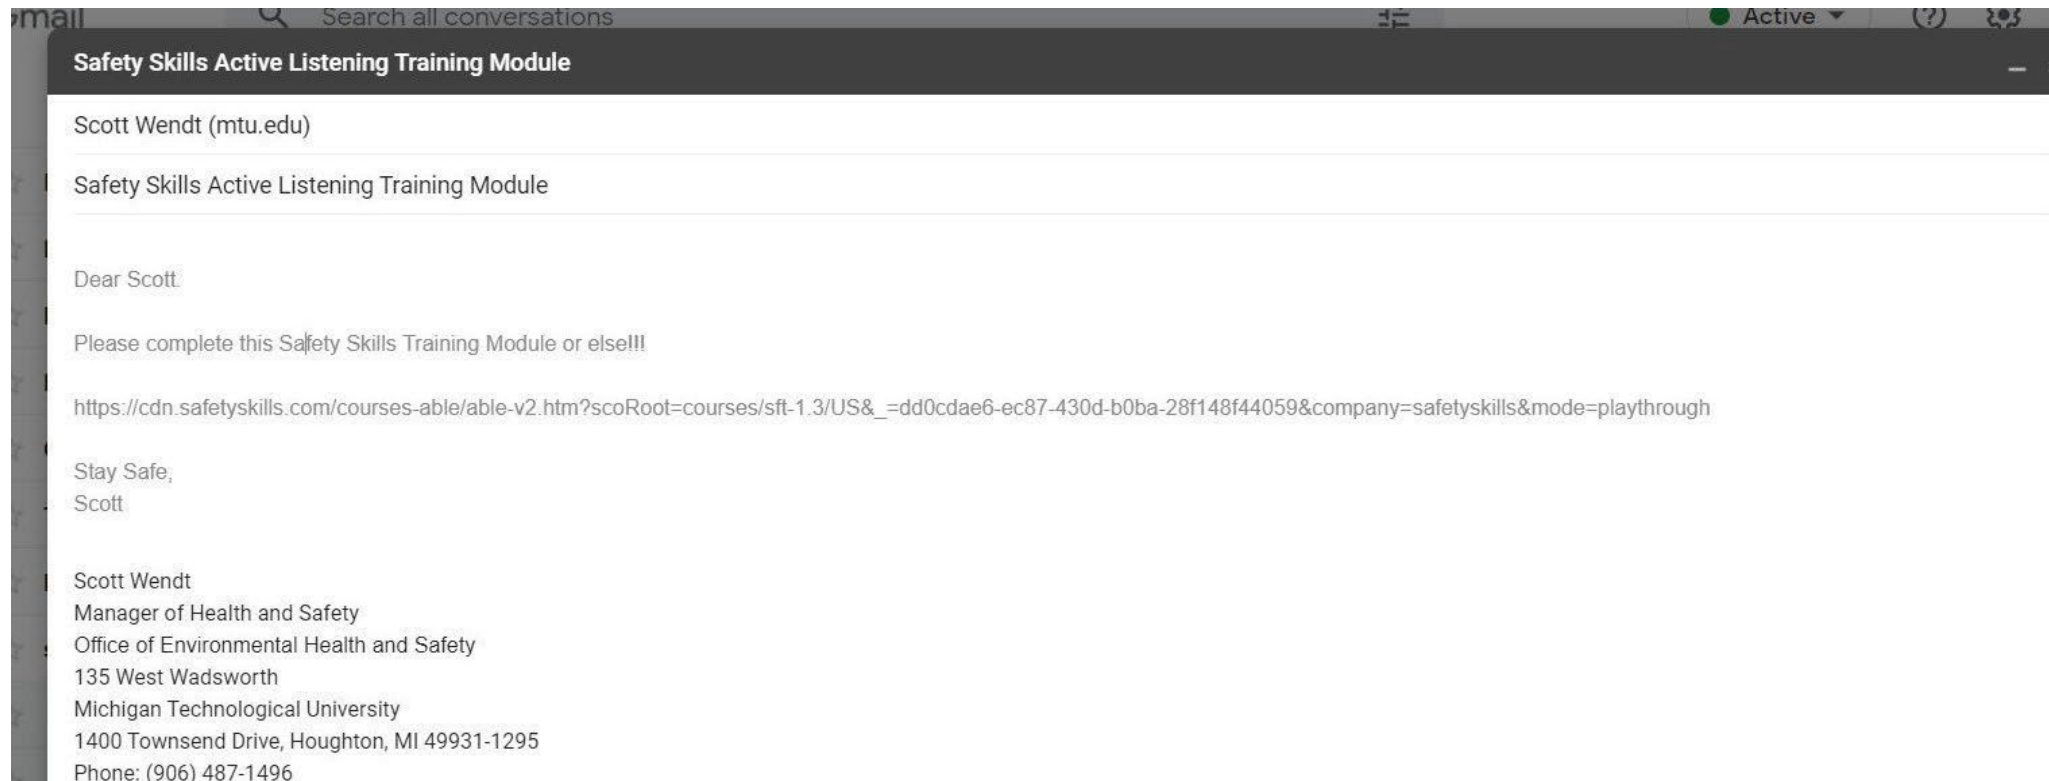 Search all conversations
Active
Safety Skills Active Listening Training Module
Scott Wendt (mtu.edu)
Safety Skills Active Listening Training Module
Dear Scott.
Please complete this Safety Skills Training Module or else!!!
https://cdn.safetyskills.com/courses-able/able-v2.htm?scoRoot=courses/sft-1.3/US&_=dd0cdae6-ec87-430d-b0ba-28f148f44059&company=safetyskills&mode=playthrough
Stay Safe,
Scott
Scott Wendt
Manager of Health and Safety
Office of Environmental Health and Safety
135 West Wadsworth
Michigan Technological University
1400 Townsend Drive, Houghton, MI 49931-1295
Phone: (906) 487-1496